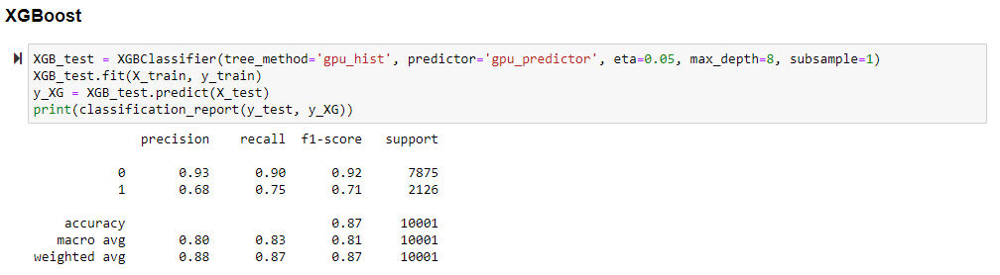 XGBoost
XGB_test = XGBClassifier(tree_method='gpu_hist', predictor='gpu_predictor', eta=0.05, max_depth=8, subsample=1)
XGB_test.fit(X_train, y_train)
y_XG = XGB_test.predict(X_test)
print(classification_report(y_test, y_XG))
precision recall f1-score support
0 0.93 0.90 0.92 7875
1 0.68 0.75 0.71 2126
accuracy 0.87 10001
macro avg 0.80 0.83 0.81 10001
weighted avg 0.88 0.87 0.87 10001